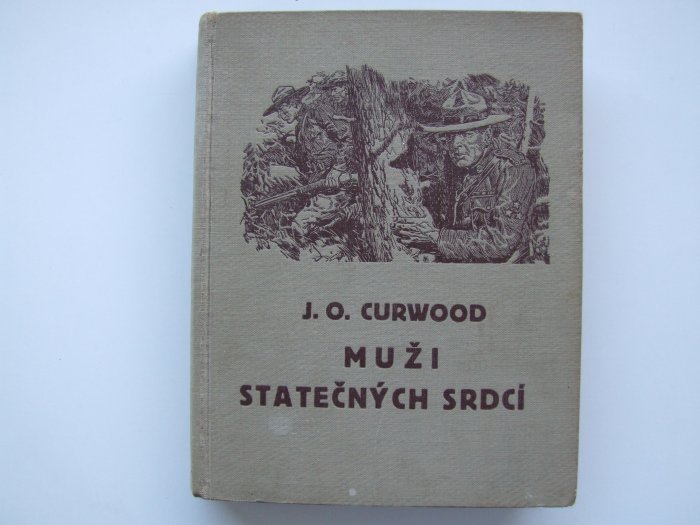 J. O. CURWOOD
MUŽI
STATEČNÝCH SRDCÍ